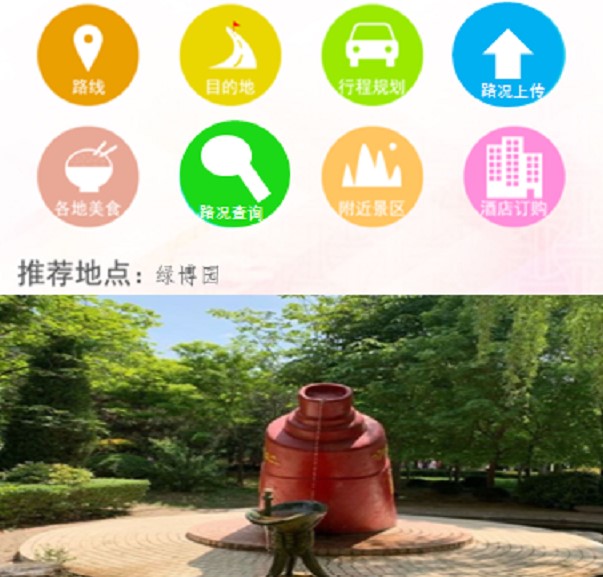 路线
目的地
行程规划
路况上传
各地美食
路况查询
附近景区
酒店订购
推荐地点：绿博园